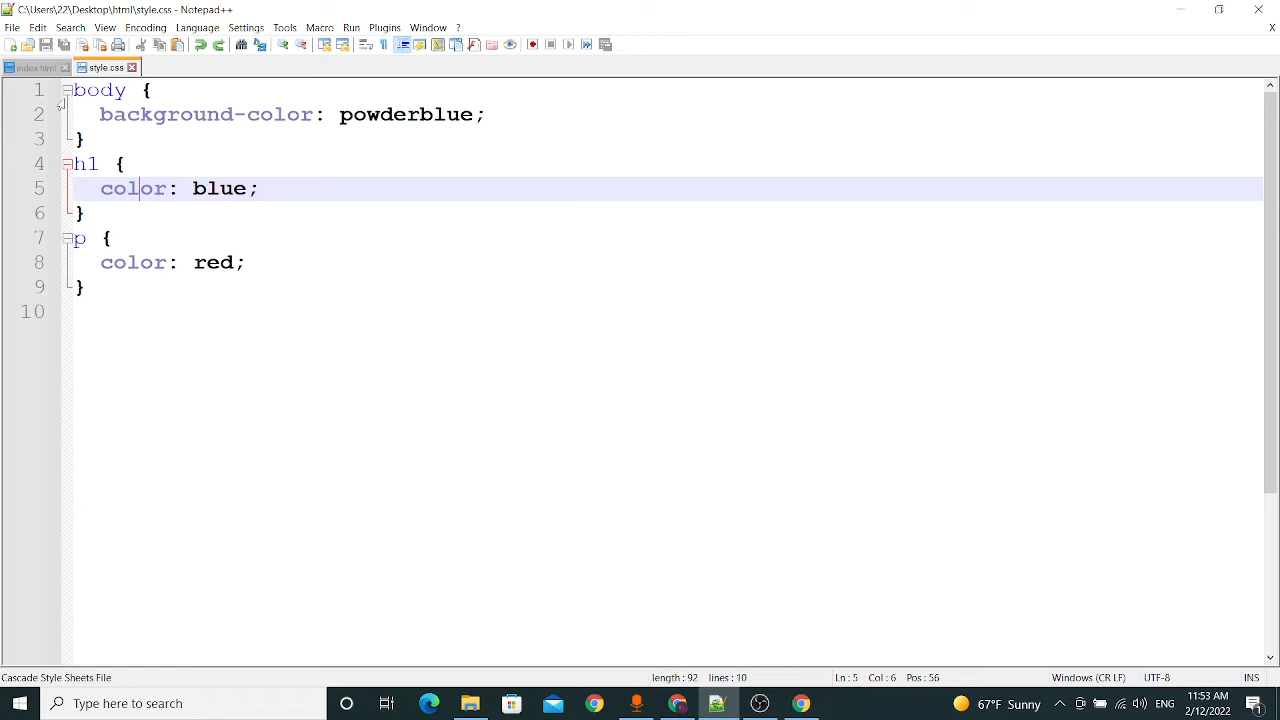 C:\Users\22\Desktop\html\style.css - Notepad++
File Edit Search View Encoding Language Settings Tools Macro Run Plugins Window ? X
index.html style.css
1 body {
2 background-color: powderblue;
3 }
4 h1 {
5 color: blue;
6 }
7 p {
8 color: red;
9 }
10
Cascade Style Sheets File length : 92 lines : 10 Ln : 5 Col : 6 Pos : 56 Windows (CR LF) UTF-8 INS
Type here to search 67°F Sunny ENG 11:53 AM
2/12/2022